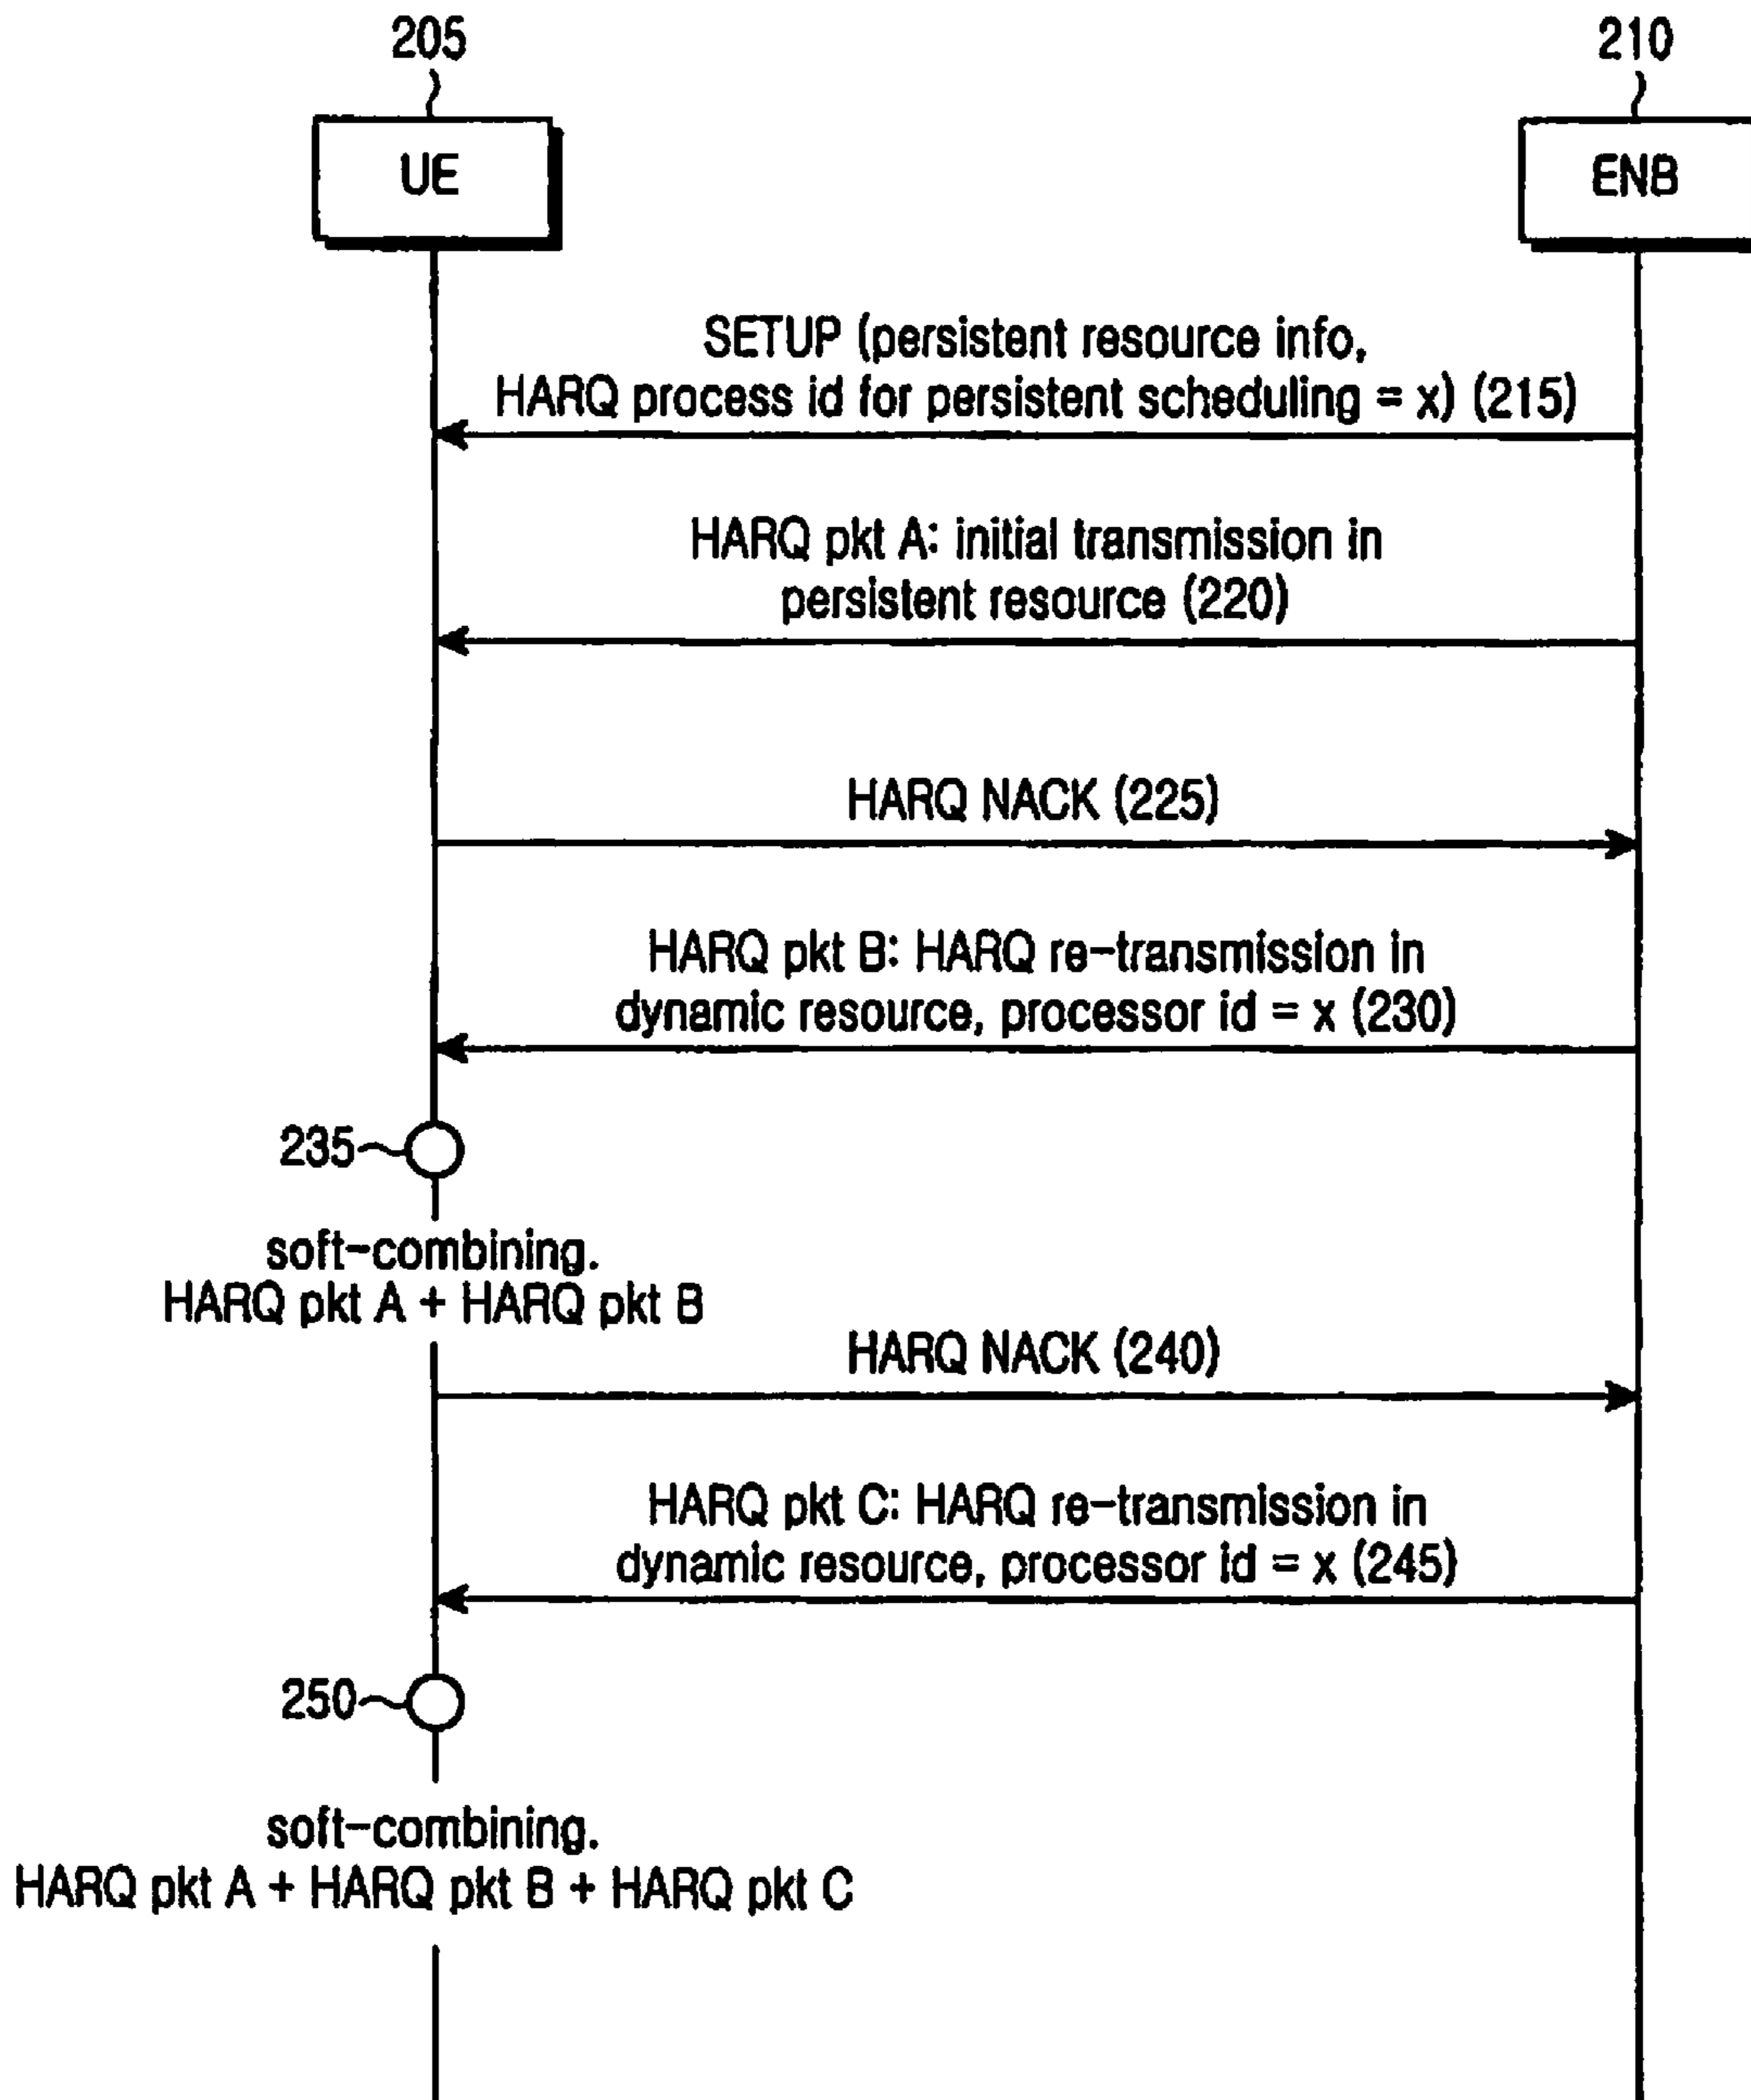 205
210
UE
ENB
SETUP (persistent resource info,
HARQ process id for persistent scheduling = x) (215)
HARQ pkt A: initial transmission in
persistent resource (220)
HARQ NACK (225)
HARQ pkt B: HARQ re-transmission in
dynamic resource, processor id = x (230)
235
soft-combining.
HARQ pkt A + HARQ pkt B
HARQ NACK (240)
HARQ pkt C: HARQ re-transmission in
dynamic resource, processor id = x (245)
250
soft-combining.
HARQ pkt A + HARQ pkt B + HARQ pkt C